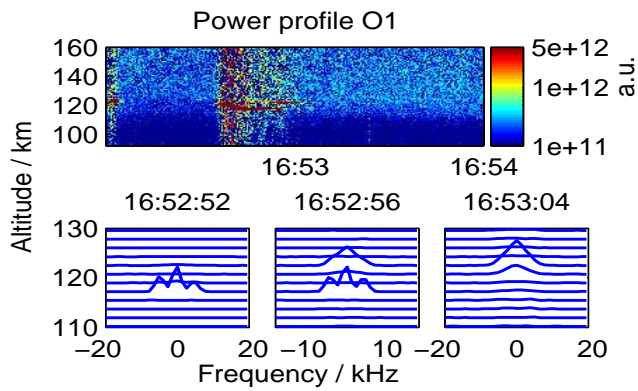 Power profile O1
160
140
120
100
Altitude / km
16:53
16:54
5e+12
1e+12
1e+11
a.u.
16:52:52
16:52:56
16:53:04
130
120
110
−20 0 20
−10 0 10
−20 0 20
Frequency / kHz